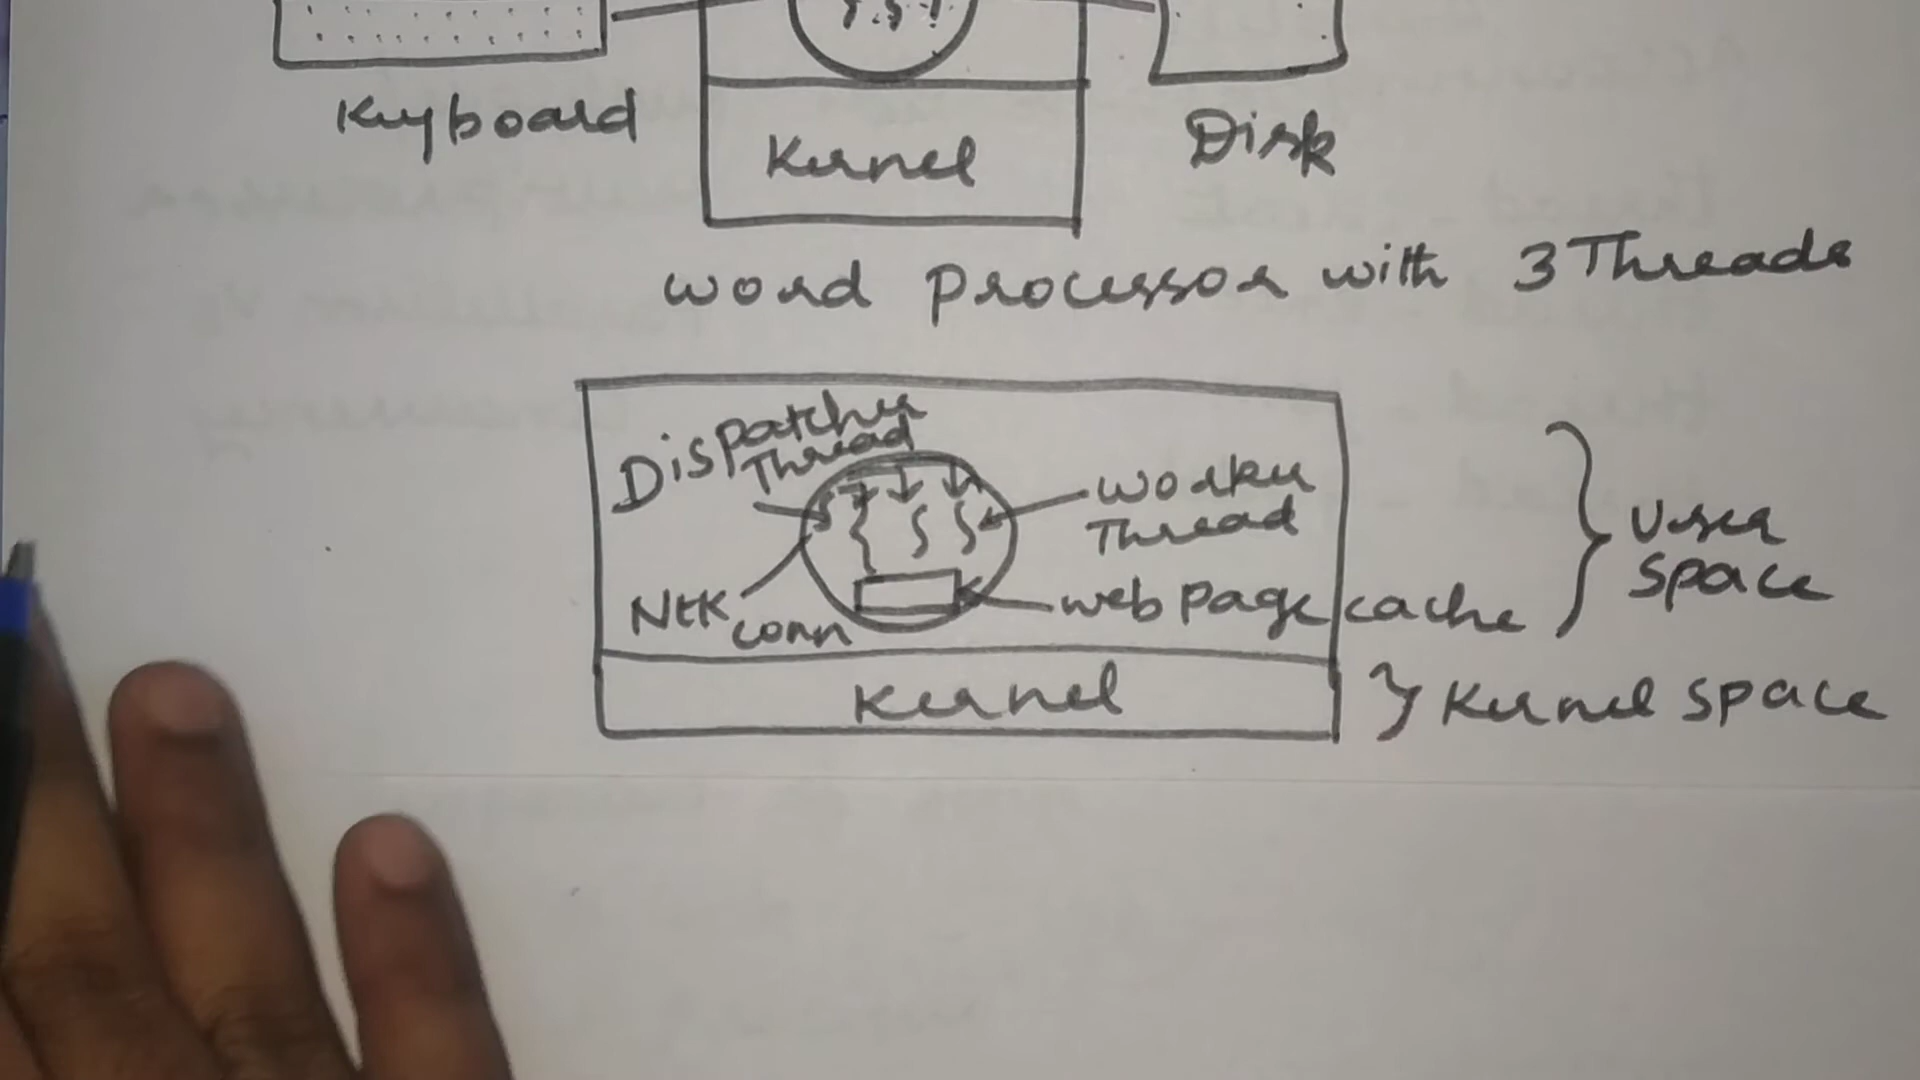 Keyboard
Kernel
Disk
word processor with 3 Threads
Dispatcher
Thread
worker
Thread
Ntk
conn
web page cache
User
space
Kernel
Kernel space